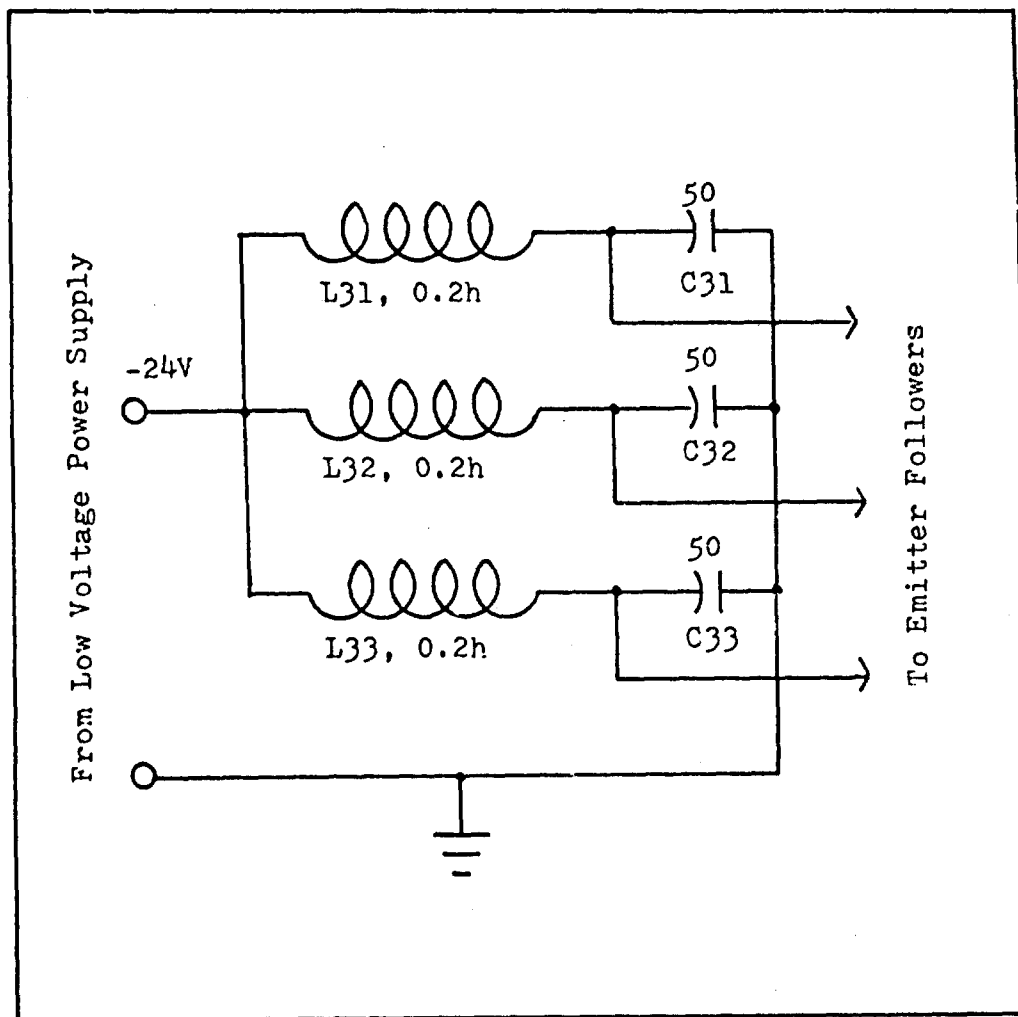 From Low Voltage Power Supply
-24V
50
L31, 0.2h
C31
50
L32, 0.2h
C32
50
L33, 0.2h
C33
To Emitter Followers